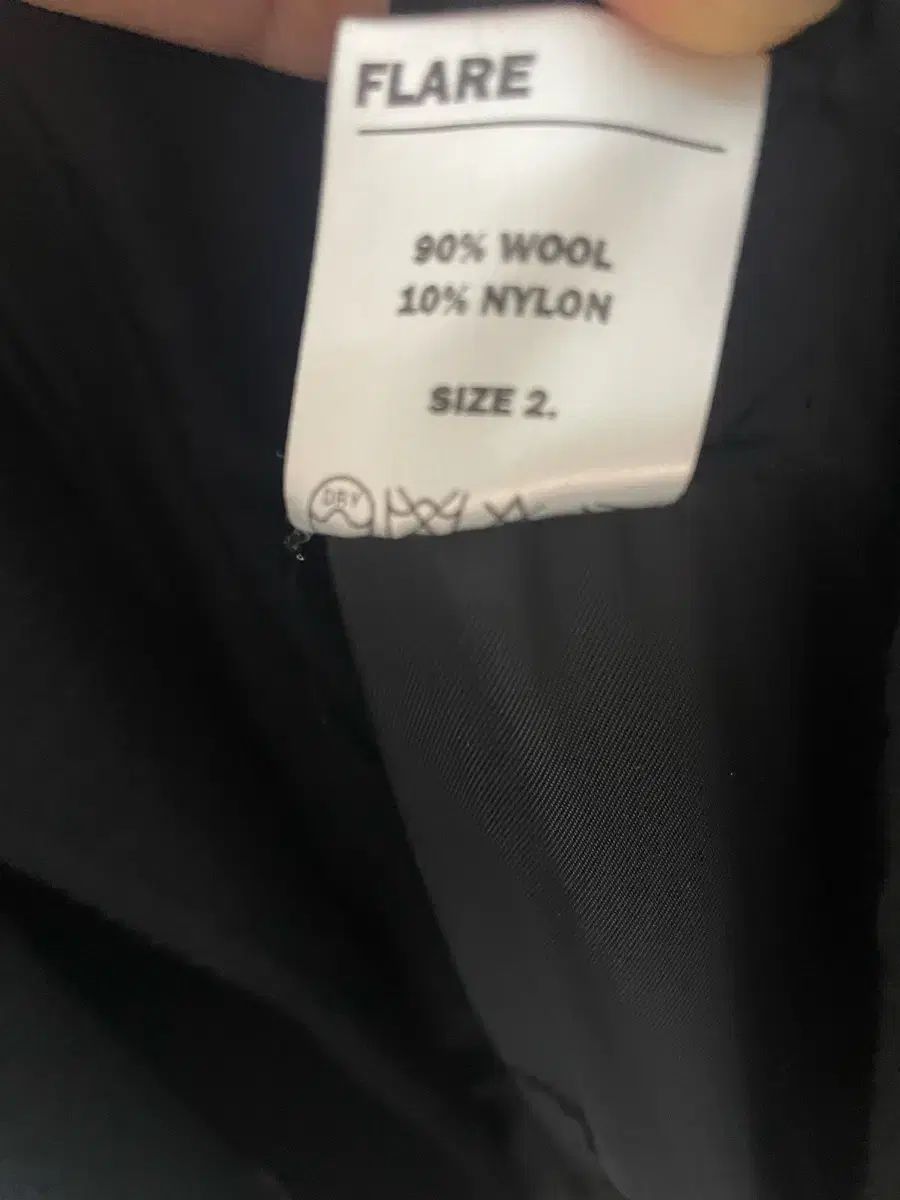 FLARE
90% WOOL
10% NYLON
SIZE 2.
DRY